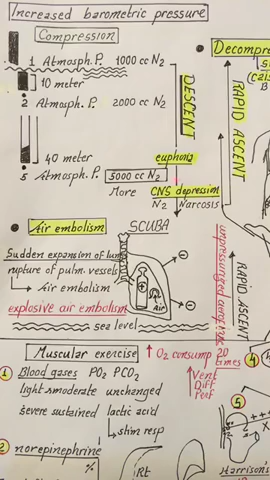 Increased barometric pressure
Compression
1 Atmosph. P. 1000 cc N2
10 meter
2 Atmosph. P. 2000 cc N2
DESCENT
40 meter
euphoria
5 Atmosph. P. 5000 cc N2
More CNS depression
N2 Narcosis
Air embolism
SCUBA
Sudden expansion of lung
rupture of pulm. vessels
Air embolism
Air
explosive air embolism
sea level
Decompre
RAPID ASCENT
RAPID ASCENT
Muscular exercise
↑ O2 consump 20 times
1 Blood gases PO2 PCO2
↑ Vent
Diff
Perf
light & moderate unchanged
severe sustained lactic acid
stim resp
2 norepinephrine
%
Rt
4
5
Harrison's